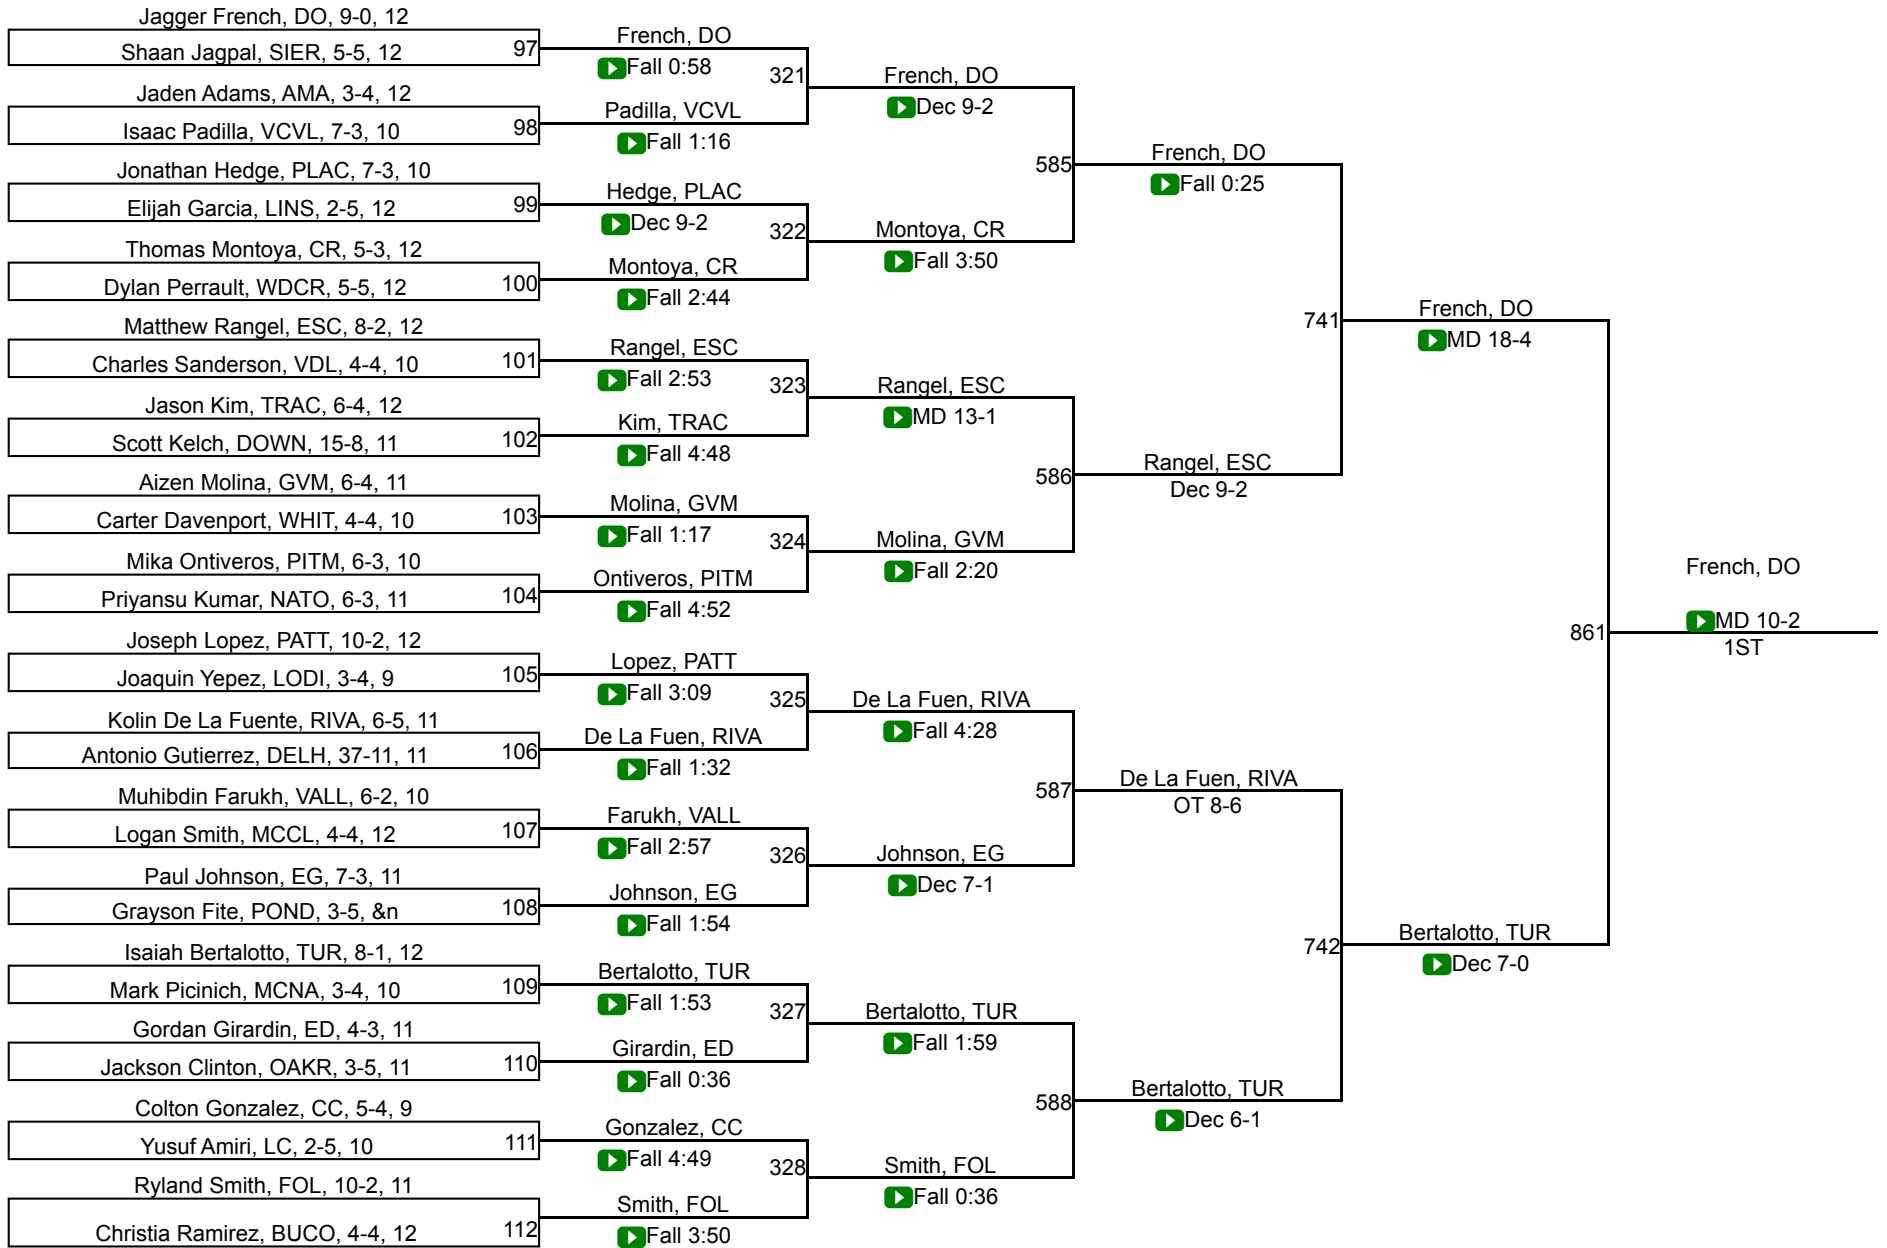 Jagger French, DO, 9-0, 12
Shaan Jagpal, SIER, 5-5, 12
97
Jaden Adams, AMA, 3-4, 12
Isaac Padilla, VCVL, 7-3, 10
98
Jonathan Hedge, PLAC, 7-3, 10
Elijah Garcia, LINS, 2-5, 12
99
Thomas Montoya, CR, 5-3, 12
Dylan Perrault, WDCR, 5-5, 12
100
Matthew Rangel, ESC, 8-2, 12
Charles Sanderson, VDL, 4-4, 10
101
Jason Kim, TRAC, 6-4, 12
Scott Kelch, DOWN, 15-8, 11
102
Aizen Molina, GVM, 6-4, 11
Carter Davenport, WHIT, 4-4, 10
103
Mika Ontiveros, PITM, 6-3, 10
Priyansu Kumar, NATO, 6-3, 11
104
Joseph Lopez, PATT, 10-2, 12
Joaquin Yepez, LODI, 3-4, 9
105
Kolin De La Fuente, RIVA, 6-5, 11
Antonio Gutierrez, DELH, 37-11, 11
106
Muhibdin Farukh, VALL, 6-2, 10
Logan Smith, MCCL, 4-4, 12
107
Paul Johnson, EG, 7-3, 11
Grayson Fite, POND, 3-5, &n
108
Isaiah Bertalotto, TUR, 8-1, 12
Mark Picinich, MCNA, 3-4, 10
109
Gordan Girardin, ED, 4-3, 11
Jackson Clinton, OAKR, 3-5, 11
110
Colton Gonzalez, CC, 5-4, 9
Yusuf Amiri, LC, 2-5, 10
111
Ryland Smith, FOL, 10-2, 11
Christia Ramirez, BUCO, 4-4, 12
112
French, DO
Fall 0:58
321
Padilla, VCVL
Fall 1:16
Hedge, PLAC
Dec 9-2
322
Montoya, CR
Fall 2:44
Rangel, ESC
Fall 2:53
323
Kim, TRAC
Fall 4:48
Molina, GVM
Fall 1:17
324
Ontiveros, PITM
Fall 4:52
Lopez, PATT
Fall 3:09
325
De La Fuen, RIVA
Fall 1:32
Farukh, VALL
Fall 2:57
326
Johnson, EG
Fall 1:54
Bertalotto, TUR
Fall 1:53
327
Girardin, ED
Fall 0:36
Gonzalez, CC
Fall 4:49
328
Smith, FOL
Fall 3:50
French, DO
Dec 9-2
585
Montoya, CR
Fall 3:50
Rangel, ESC
MD 13-1
586
Molina, GVM
Fall 2:20
De La Fuen, RIVA
Fall 4:28
587
Johnson, EG
Dec 7-1
Bertalotto, TUR
Fall 1:59
588
Smith, FOL
Fall 0:36
French, DO
Fall 0:25
741
Rangel, ESC
Dec 9-2
De La Fuen, RIVA
OT 8-6
742
Bertalotto, TUR
Dec 6-1
French, DO
MD 18-4
861
Bertalotto, TUR
Dec 7-0
French, DO
MD 10-2
1ST